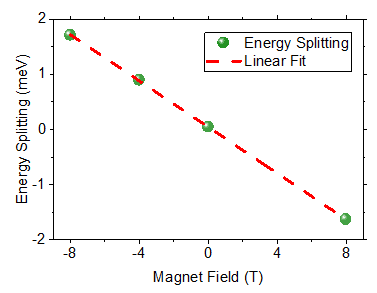 2
1
0
-1
-2
Energy Splitting (meV)
Energy Splitting
Linear Fit
-8
-4
0
4
8
Magnet Field (T)